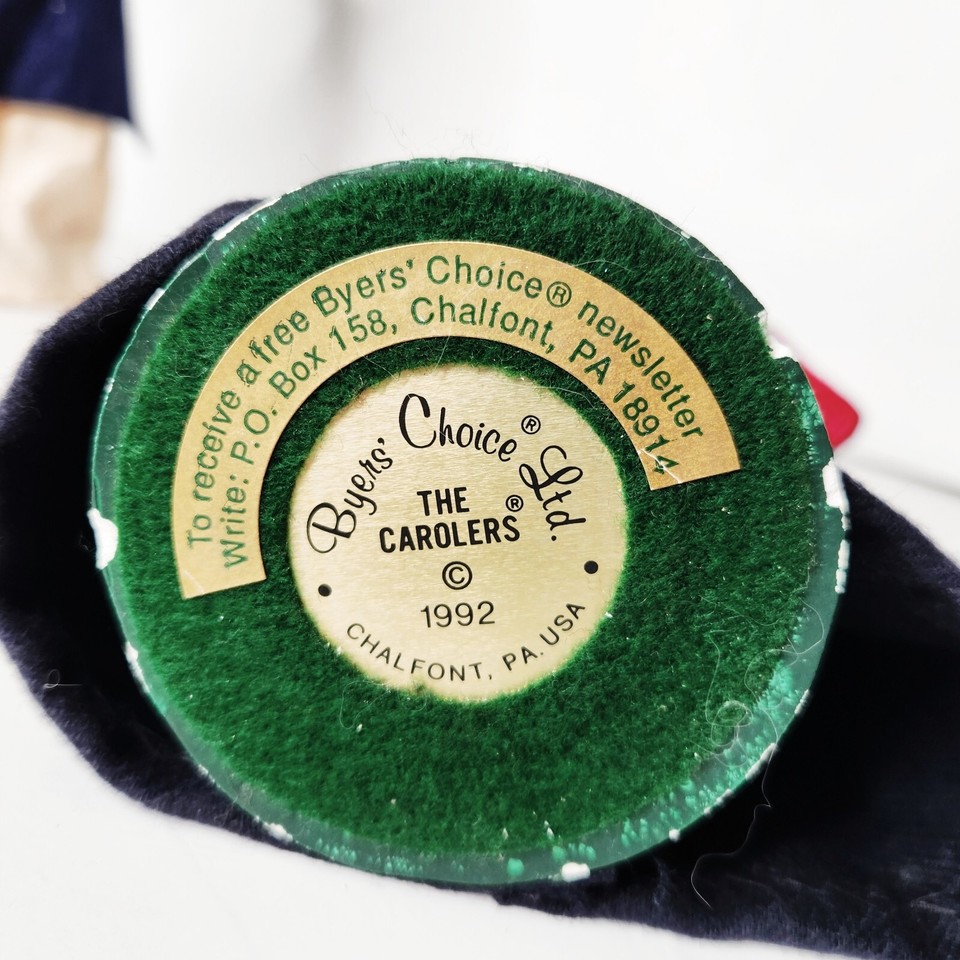 To receive a free Byers' Choice® newsletter
Write: P.O. Box 158, Chalfont, PA 18914
Byers' Choice® Ltd.
THE
CAROLERS®
©
1992
CHALFONT, PA. USA